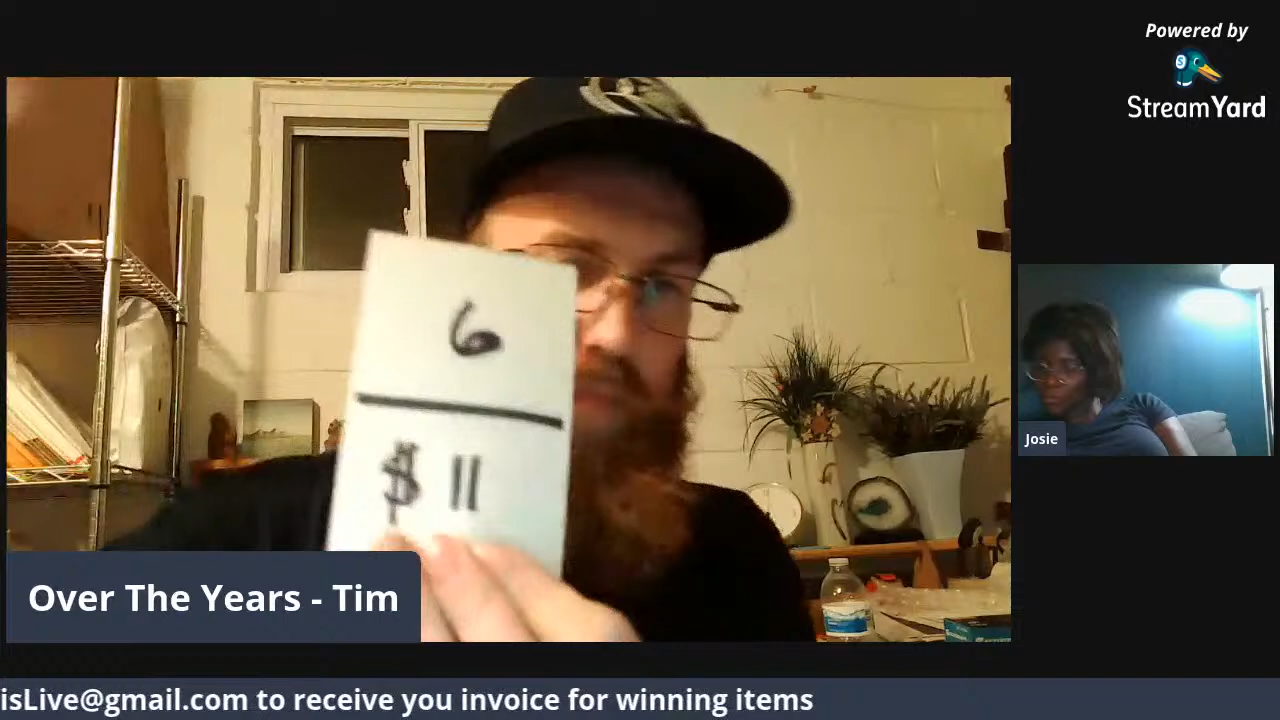 Powered by
StreamYard
6
$ 11
Josie
Over The Years - Tim
isLive@gmail.com to receive you invoice for winning items